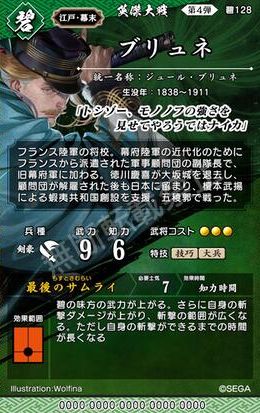 碧
江戸・幕末
英傑大戦
第4弾
碧128
ブリュネ
統一名称：ジュール・ブリュネ
生没年：1838～1911
「トシゾー、モノノフの強さを
見せてやろうではナイカ」
フランス陸軍の将校。幕府陸軍の近代化のために
フランスから派遣された軍事顧問団の副隊長で、
旧幕府軍に加わる。徳川慶喜が大坂城を退去し、
顧問団が解雇された後も日本に留まり、榎本武揚
による蝦夷共和国創設を支援。五稜郭で戦った。
兵種 武力 知力 武将コスト
剣豪 9 6 特技 技巧 大兵
もすとさむらい 必要士気 効果時間
最後のサムライ 7 知力時間
効果範囲
碧の味方の武力が上がる。さらに自身の斬
撃ダメージが上がり、斬撃の範囲が広くな
る。ただし自身の斬撃ができるまでの時間
が長くなる
Illustration:Wolfina ©SEGA
0000-0000-0000-0000-0000